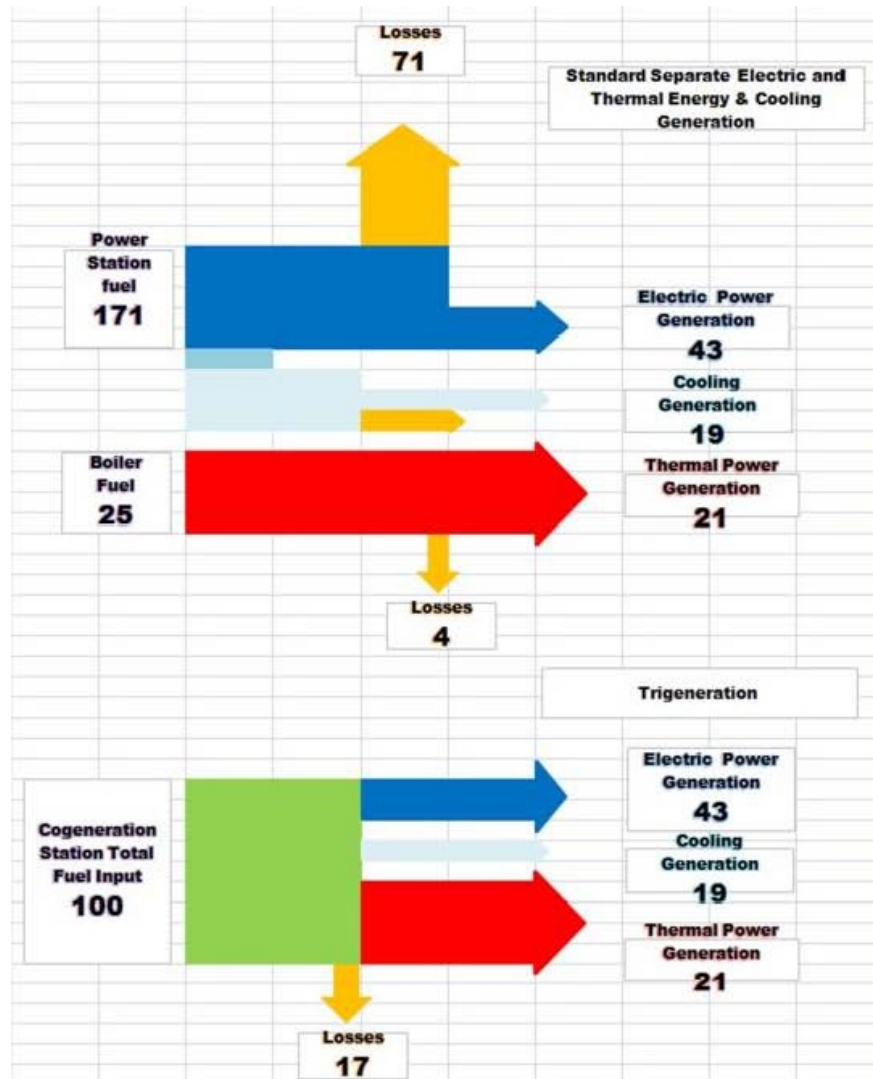 Losses
71
Standard Separate Electric and
Thermal Energy & Cooling
Generation
Power
Station
fuel
171
Electric Power
Generation
43
Cooling
Generation
19
Boiler
Fuel
25
Thermal Power
Generation
21
Losses
4
Trigeneration
Electric Power
Generation
43
Cogeneration
Station Total
Fuel Input
100
Cooling
Generation
19
Thermal Power
Generation
21
Losses
17